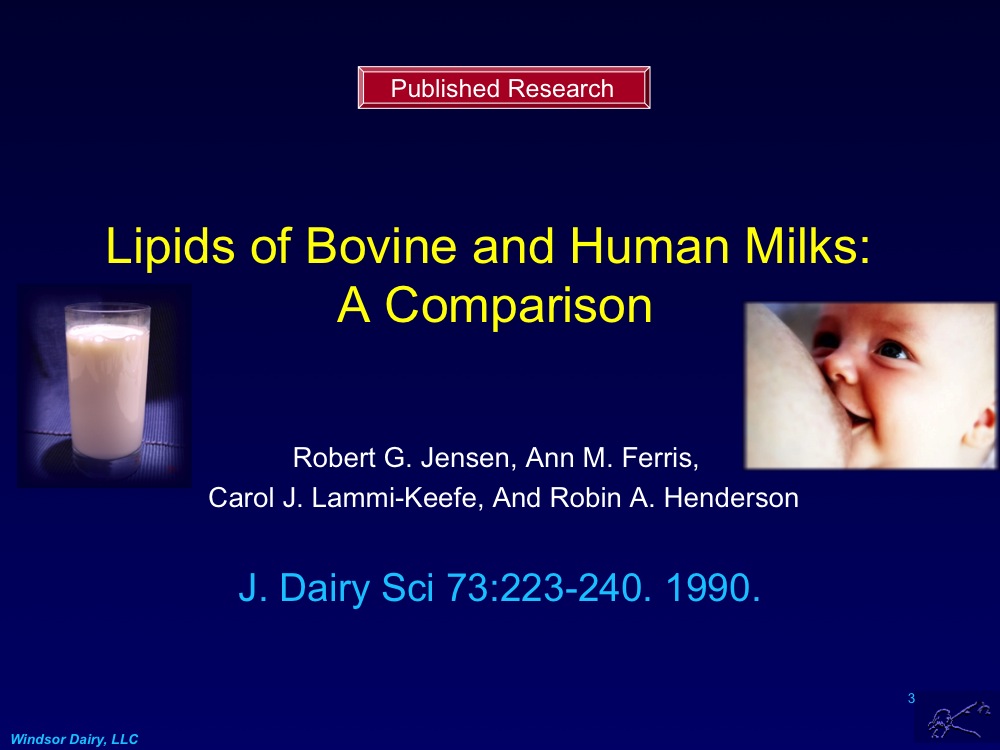 Published Research
Lipids of Bovine and Human Milks:
A Comparison
Robert G. Jensen, Ann M. Ferris,
Carol J. Lammi-Keefe, And Robin A. Henderson
J. Dairy Sci 73:223-240. 1990.
3
Windsor Dairy, LLC